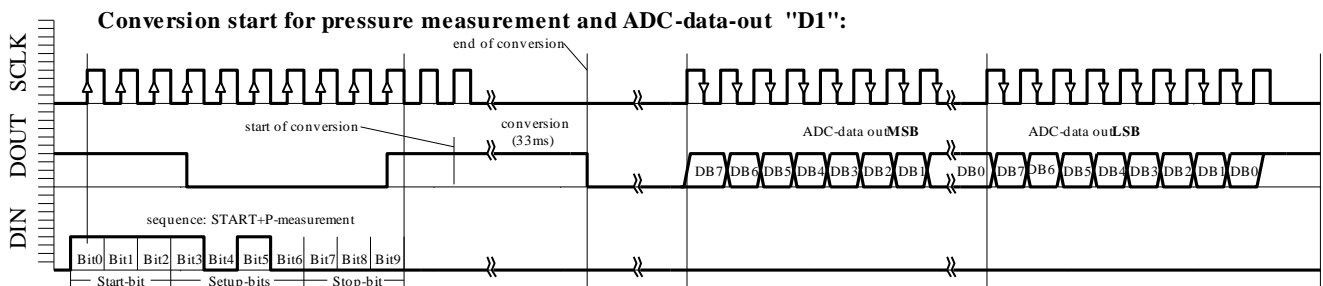 Conversion start for pressure measurement and ADC-data-out "D1":
end of conversion
SCLK
start of conversion
conversion
(33ms)
ADC-data out MSB
ADC-data out LSB
DOUT
DB7 DB6 DB5 DB4 DB3 DB2 DB1 DB0 DB7 DB6 DB5 DB4 DB3 DB2 DB1 DB0
sequence: START+P-measurement
DIN
Bit0 Bit1 Bit2 Bit3 Bit4 Bit5 Bit6 Bit7 Bit8 Bit9
Start-bit Setup-bits Stop-bit